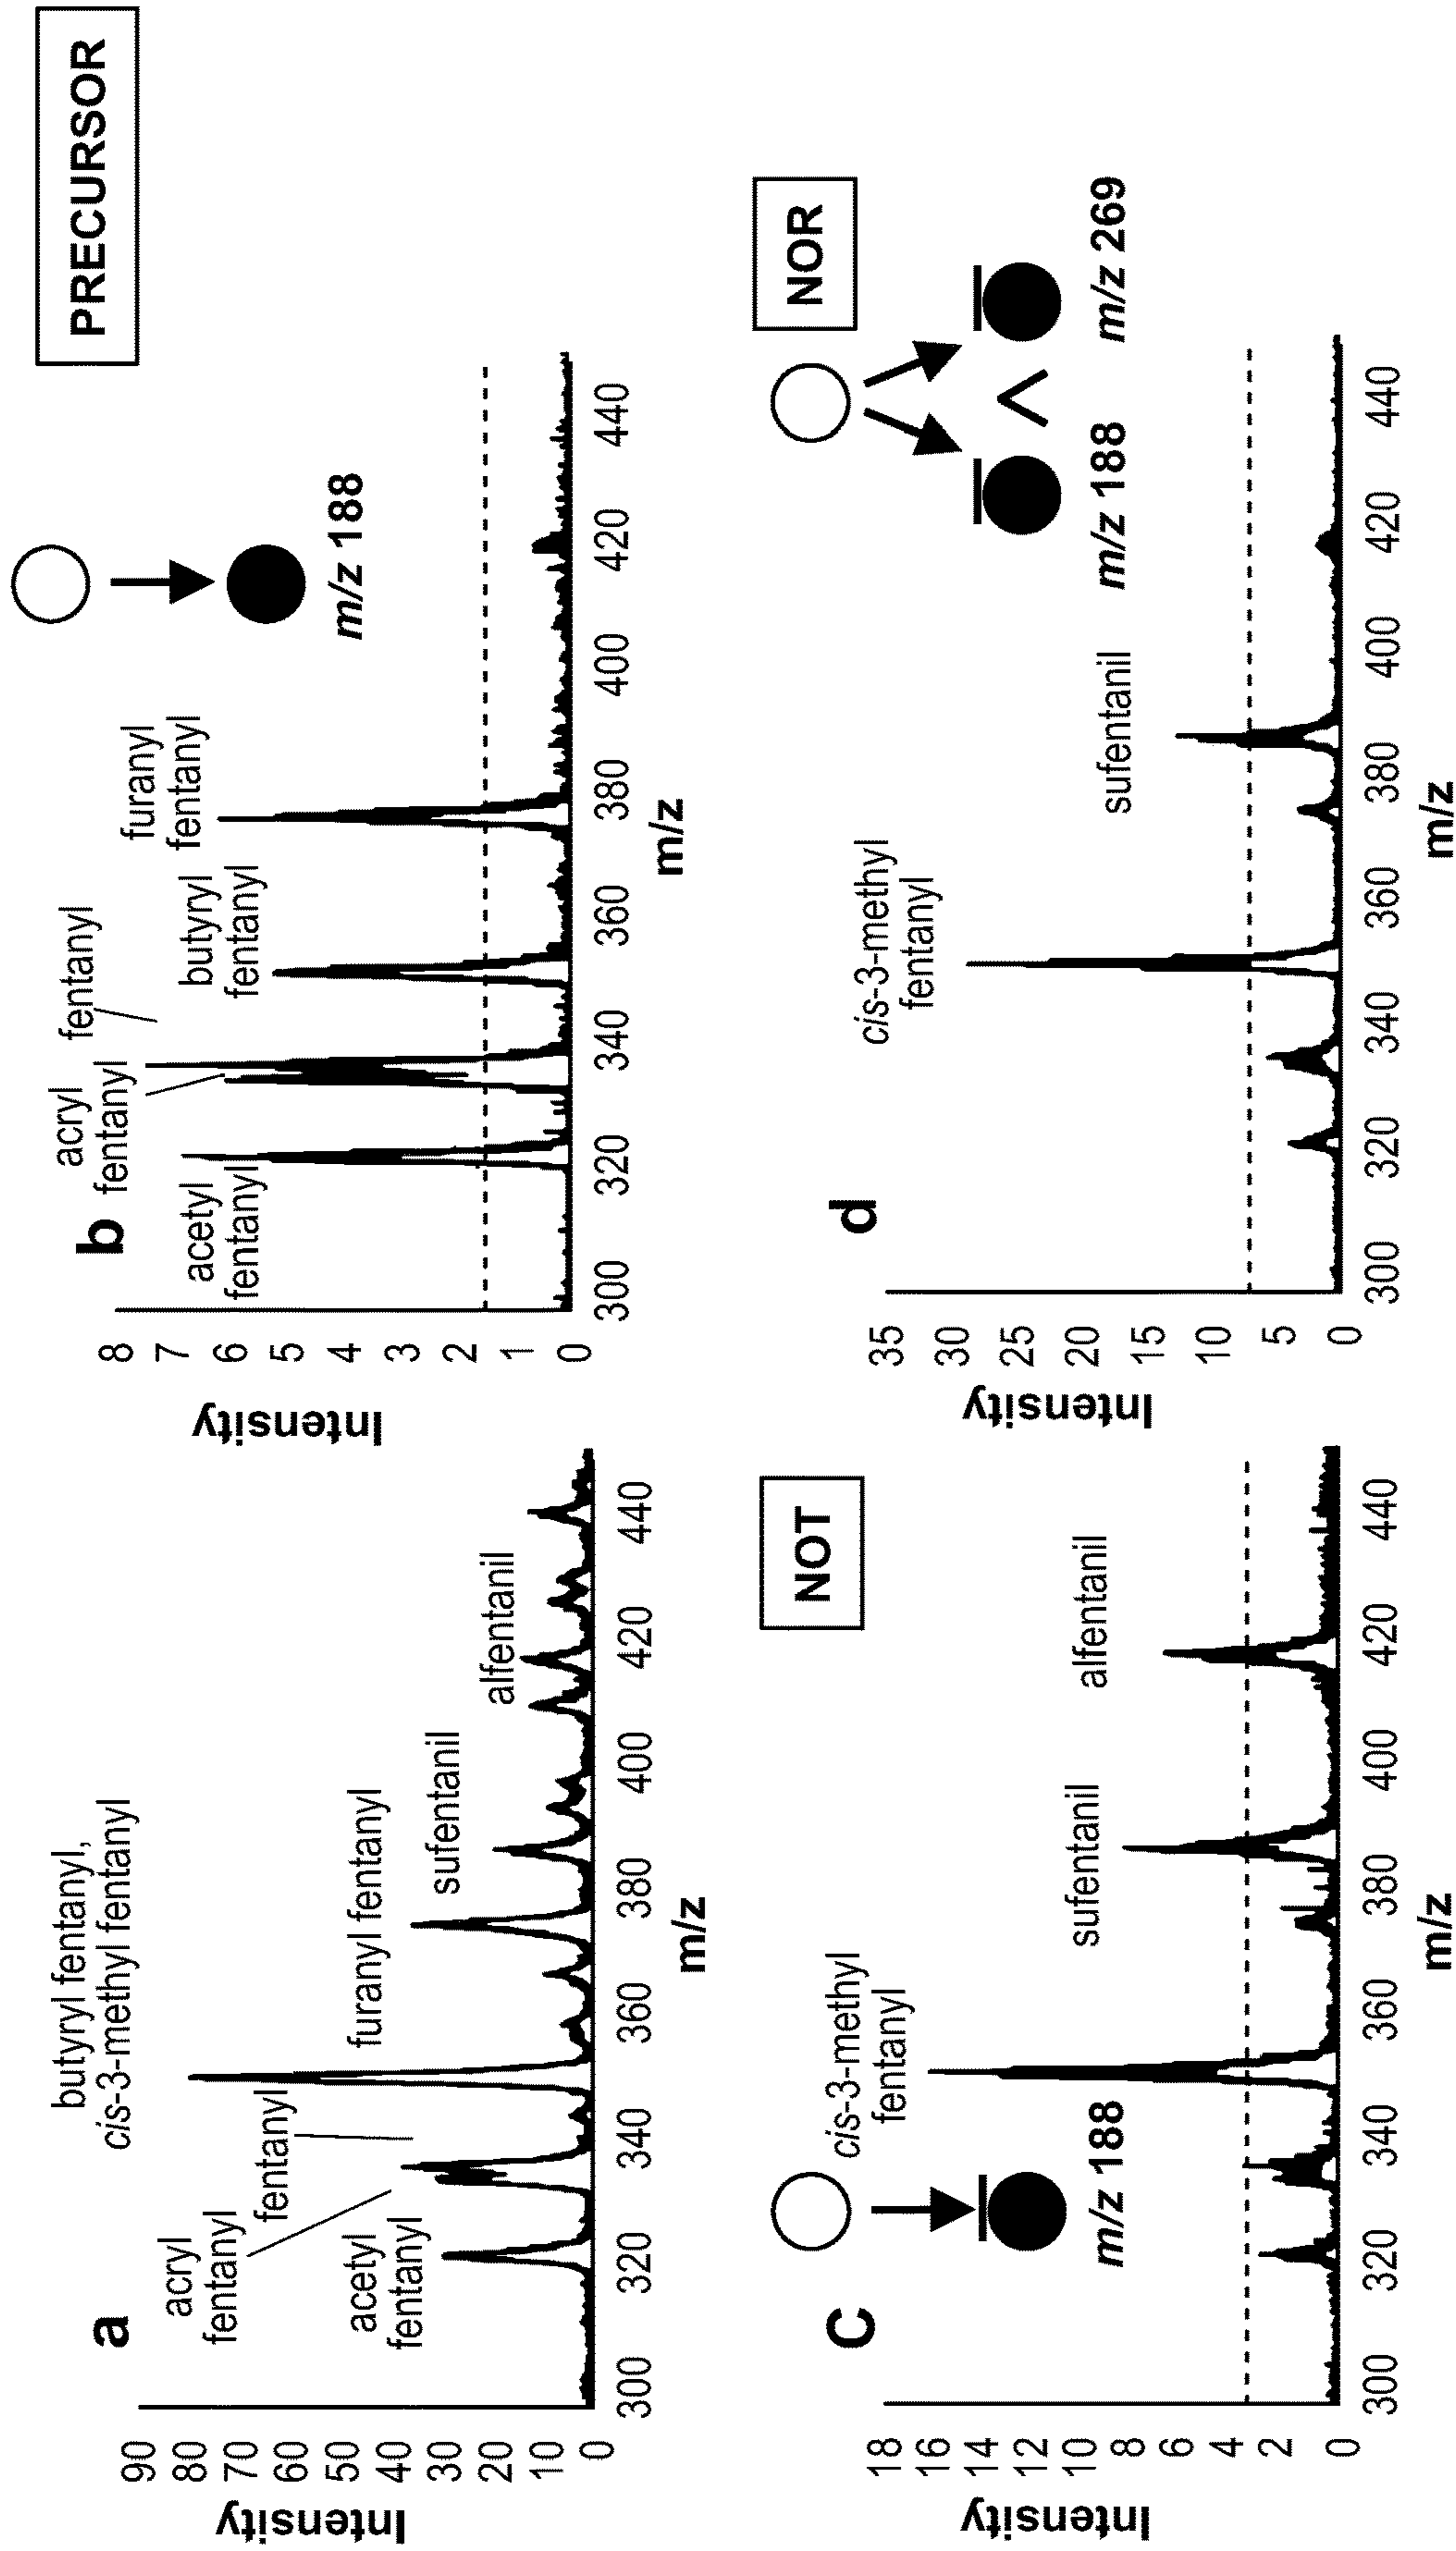 a
Intensity
90
80
70
60
50
40
30
20
10
0
300
320
340
360
380
400
420
440
m/z
acetyl
fentanyl
acryl
fentanyl
fentanyl
butyryl fentanyl,
cis-3-methyl fentanyl
furanyl fentanyl
sufentanil
alfentanil
PRECURSOR
b
Intensity
8
7
6
5
4
3
2
1
0
300
320
340
360
380
400
420
440
m/z
acetyl
fentanyl
acryl
fentanyl
fentanyl
butyryl
fentanyl
furanyl
fentanyl
m/z 188
NOT
C
Intensity
18
16
14
12
10
8
6
4
2
0
300
320
340
360
380
400
420
440
m/z
m/z 188
cis-3-methyl
fentanyl
sufentanil
alfentanil
NOR
d
Intensity
35
30
25
20
15
10
5
0
300
320
340
360
380
400
420
440
m/z
cis-3-methyl
fentanyl
sufentanil
m/z 188
<
m/z 269